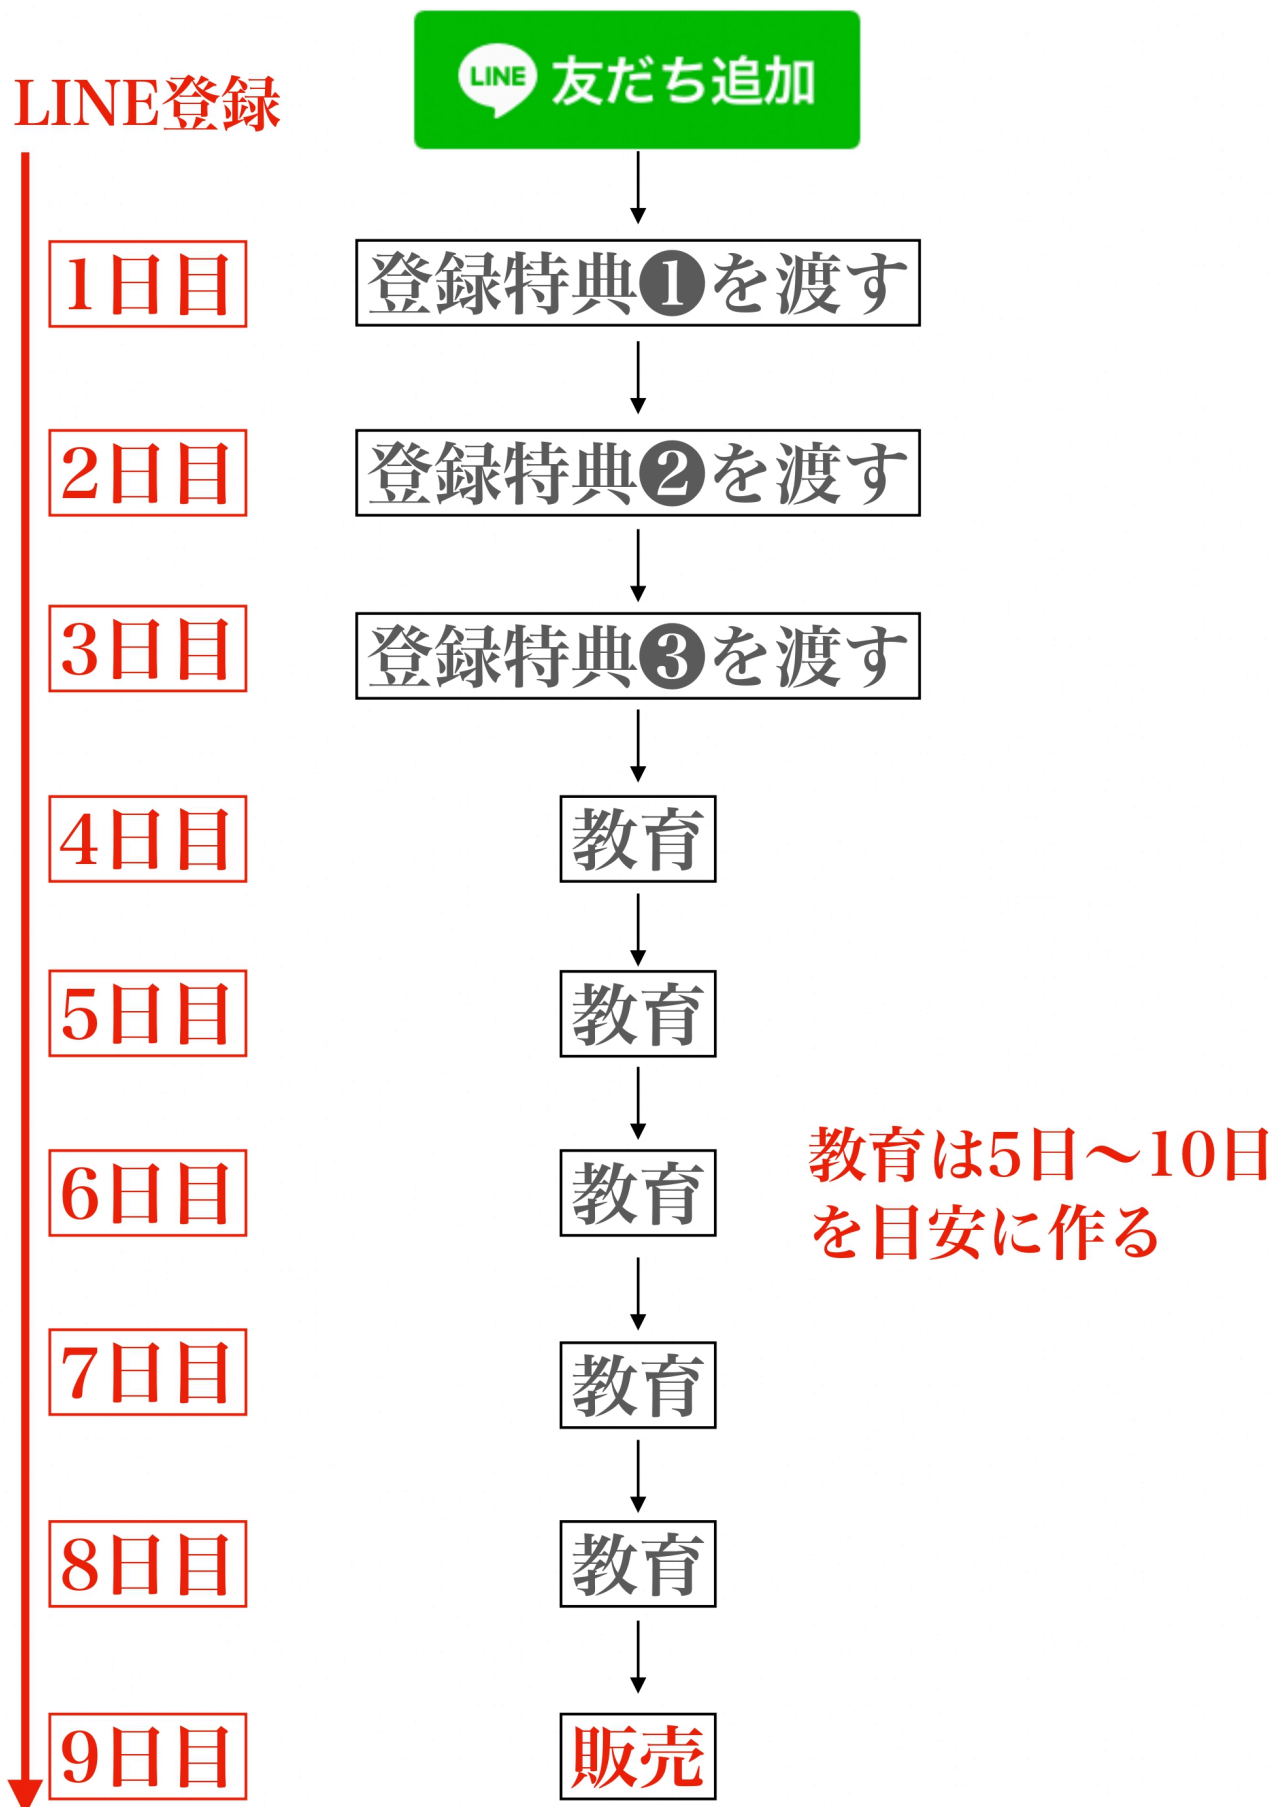 LINE 友だち追加
LINE登録
1日目
登録特典❶を渡す
2日目
登録特典❷を渡す
3日目
登録特典❸を渡す
4日目
教育
5日目
教育
6日目
教育
教育は5日〜10日
を目安に作る
7日目
教育
8日目
教育
9日目
販売